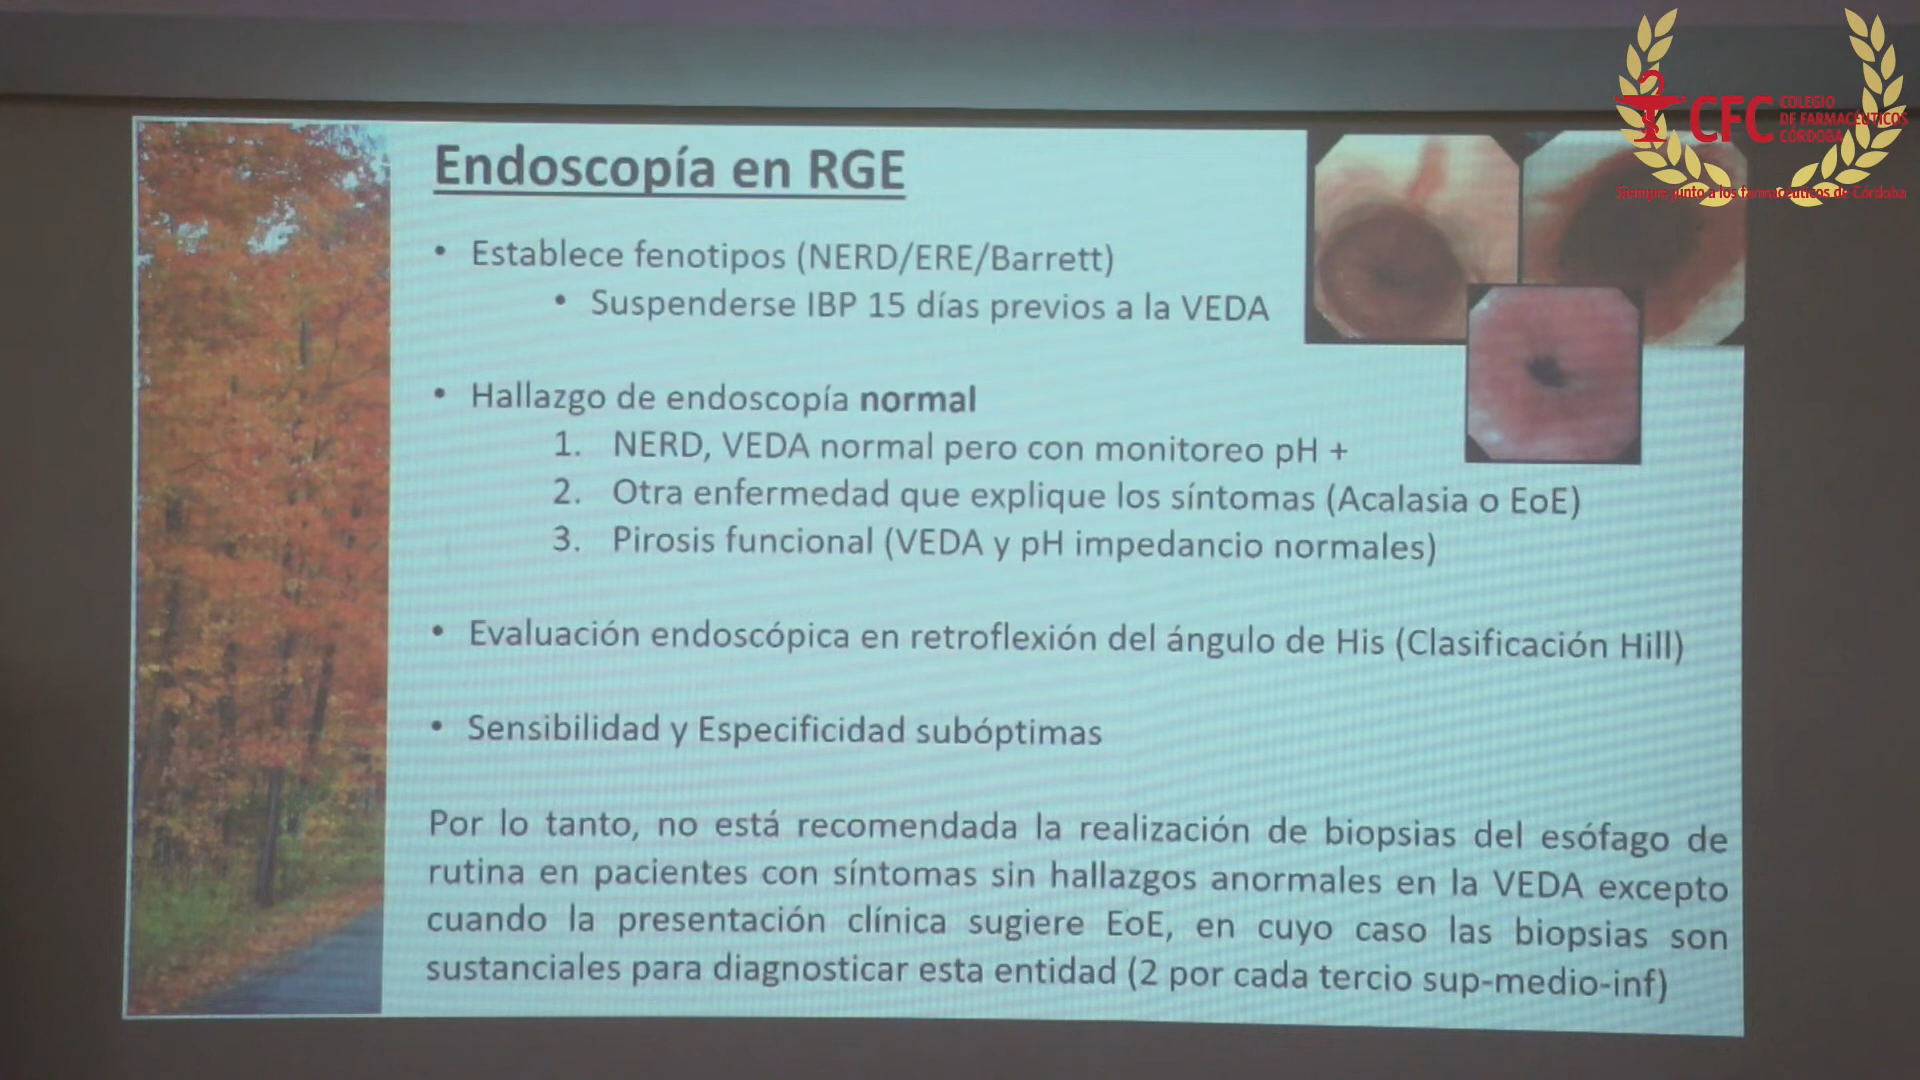 CFC COLEGIO
DE FARMACÉUTICOS
CÓRDOBA
Siempre junto a los farmacéuticos de Córdoba
Endoscopía en RGE
• Establece fenotipos (NERD/ERE/Barrett)
• Suspenderse IBP 15 días previos a la VEDA
• Hallazgo de endoscopía normal
1. NERD, VEDA normal pero con monitoreo pH +
2. Otra enfermedad que explique los síntomas (Acalasia o EoE)
3. Pirosis funcional (VEDA y pH impedancio normales)
• Evaluación endoscópica en retroflexión del ángulo de His (Clasificación Hill)
• Sensibilidad y Especificidad subóptimas
Por lo tanto, no está recomendada la realización de biopsias del esófago de
rutina en pacientes con síntomas sin hallazgos anormales en la VEDA excepto
cuando la presentación clínica sugiere EoE, en cuyo caso las biopsias son
sustanciales para diagnosticar esta entidad (2 por cada tercio sup-medio-inf)